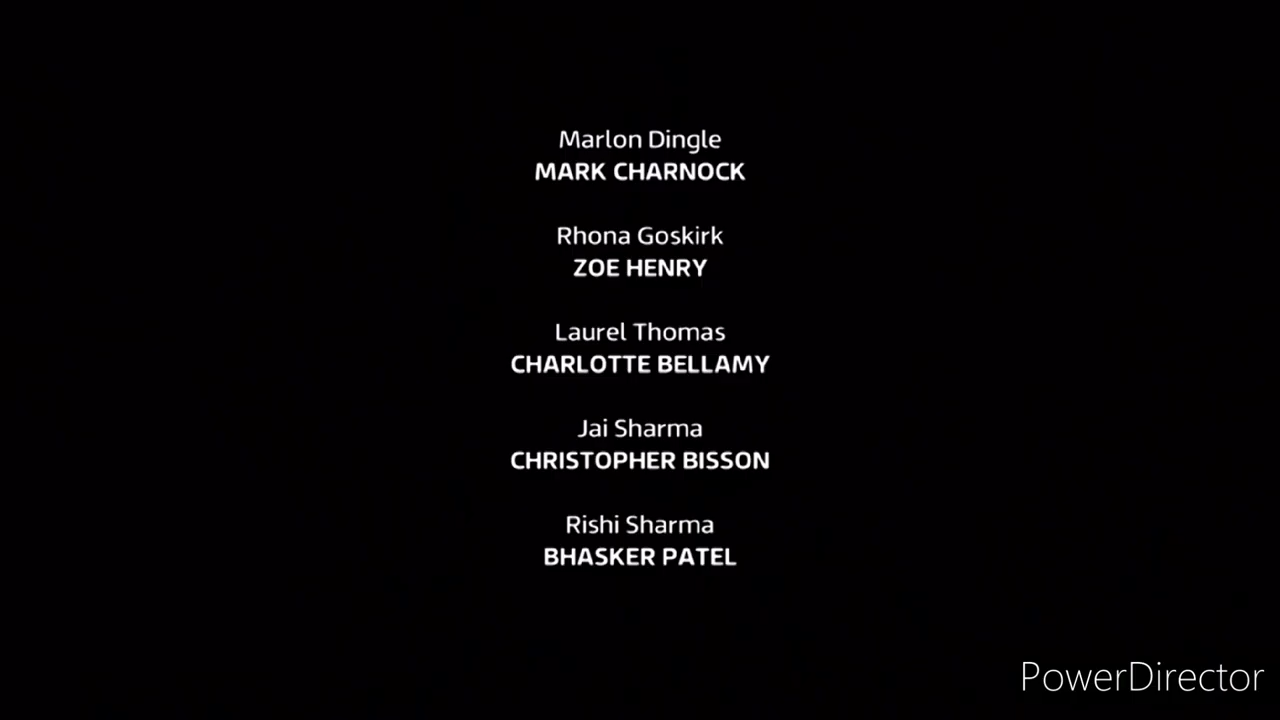 Marlon Dingle
MARK CHARNOCK
Rhona Goskirk
ZOE HENRY
Laurel Thomas
CHARLOTTE BELLAMY
Jai Sharma
CHRISTOPHER BISSON
Rishi Sharma
BHASKER PATEL
PowerDirector